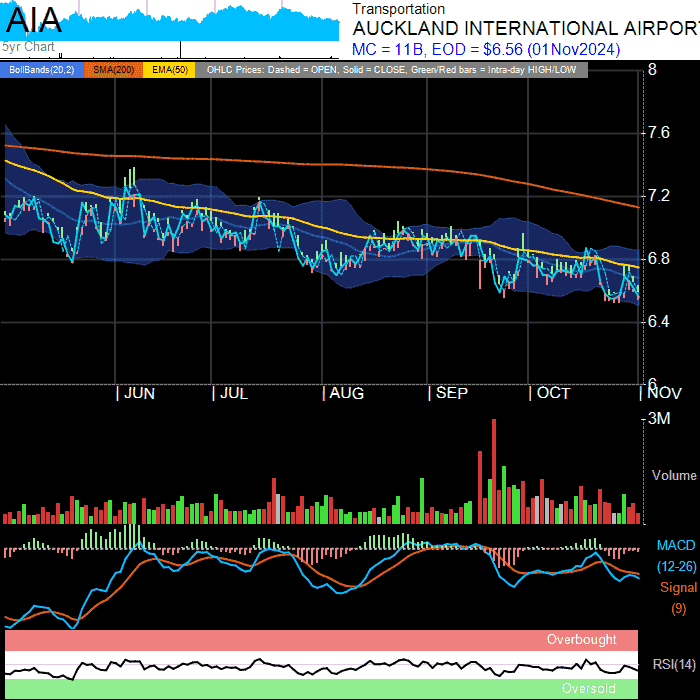 AIA
5yr Chart
Transportation
AUCKLAND INTERNATIONAL AIRPOR
MC = 11B, EOD = $6.56 (01Nov2024)
BollBands(20,2) SMA(200) EMA(50) OHLC Prices: Dashed = OPEN, Solid = CLOSE, Green/Red bars = Intra-day HIGH/LOW
8
7.6
7.2
6.8
6.4
6
JUN JUL AUG SEP OCT NOV
3M
Volume
MACD
(12-26)
Signal
(9)
Overbought
RSI(14)
Oversold